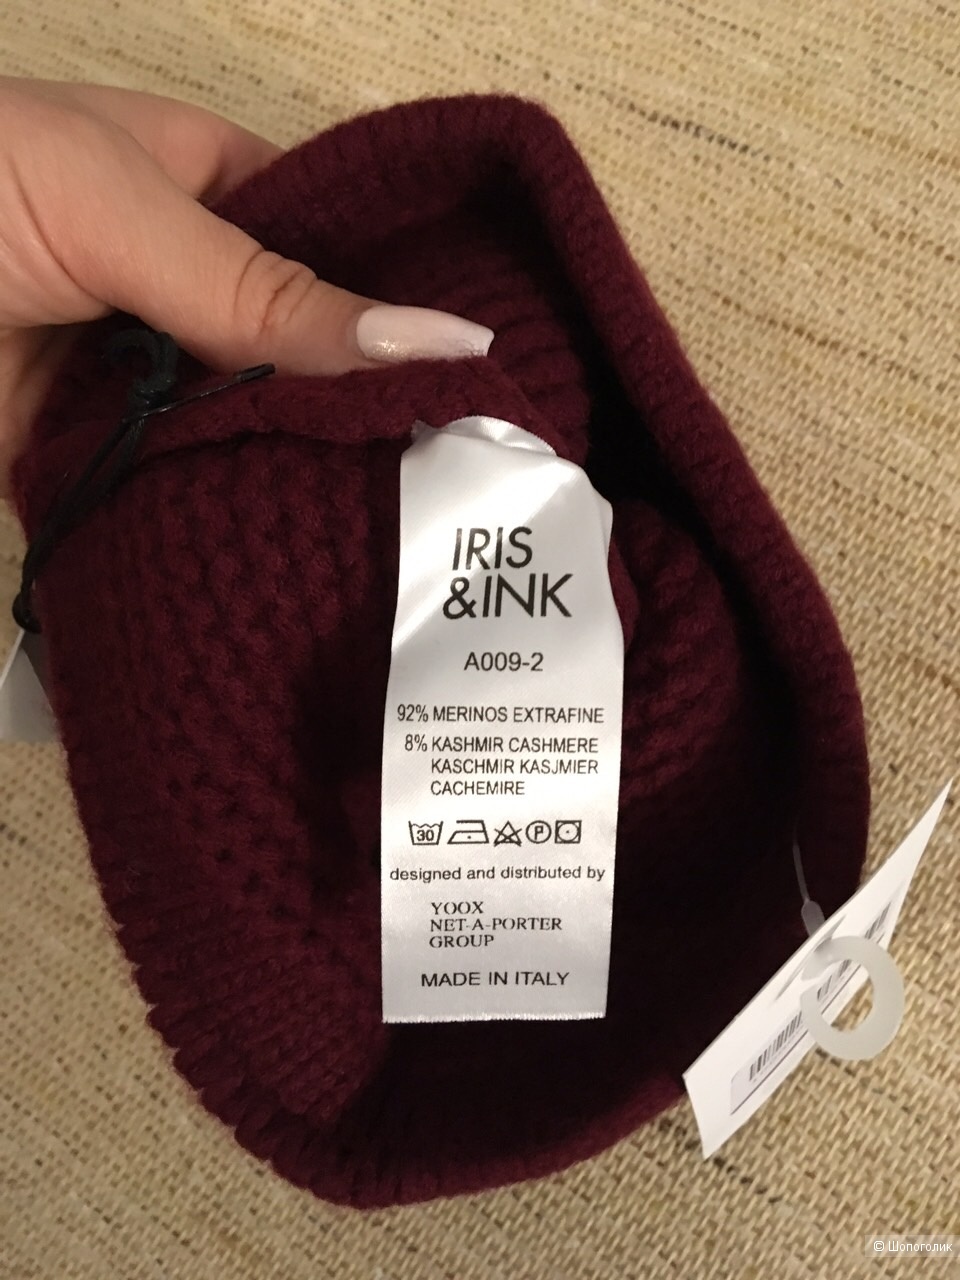 IRIS
&INK
A009-2
92% MERINOS EXTRAFINE
8% KASHMIR CASHMERE
KASCHMIR KASJMIER
CACHEMIRE
30 P
designed and distributed by
YOOX
NET-A-PORTER
GROUP
MADE IN ITALY
© Шопоголик